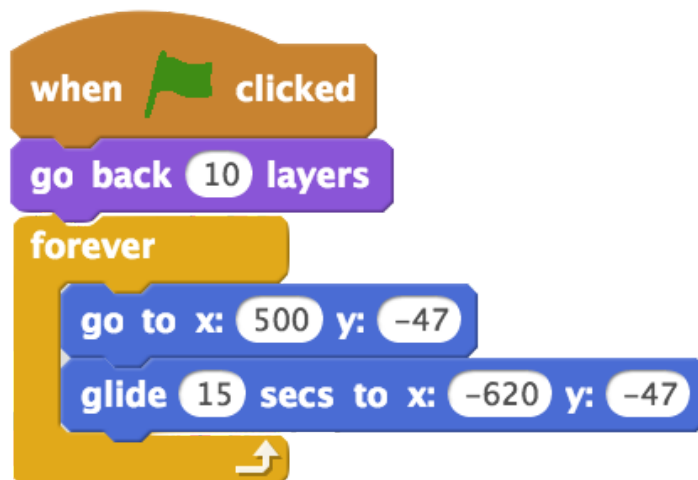 when clicked
go back 10 layers
forever
go to x: 500 y: -47
glide 15 secs to x: -620 y: -47